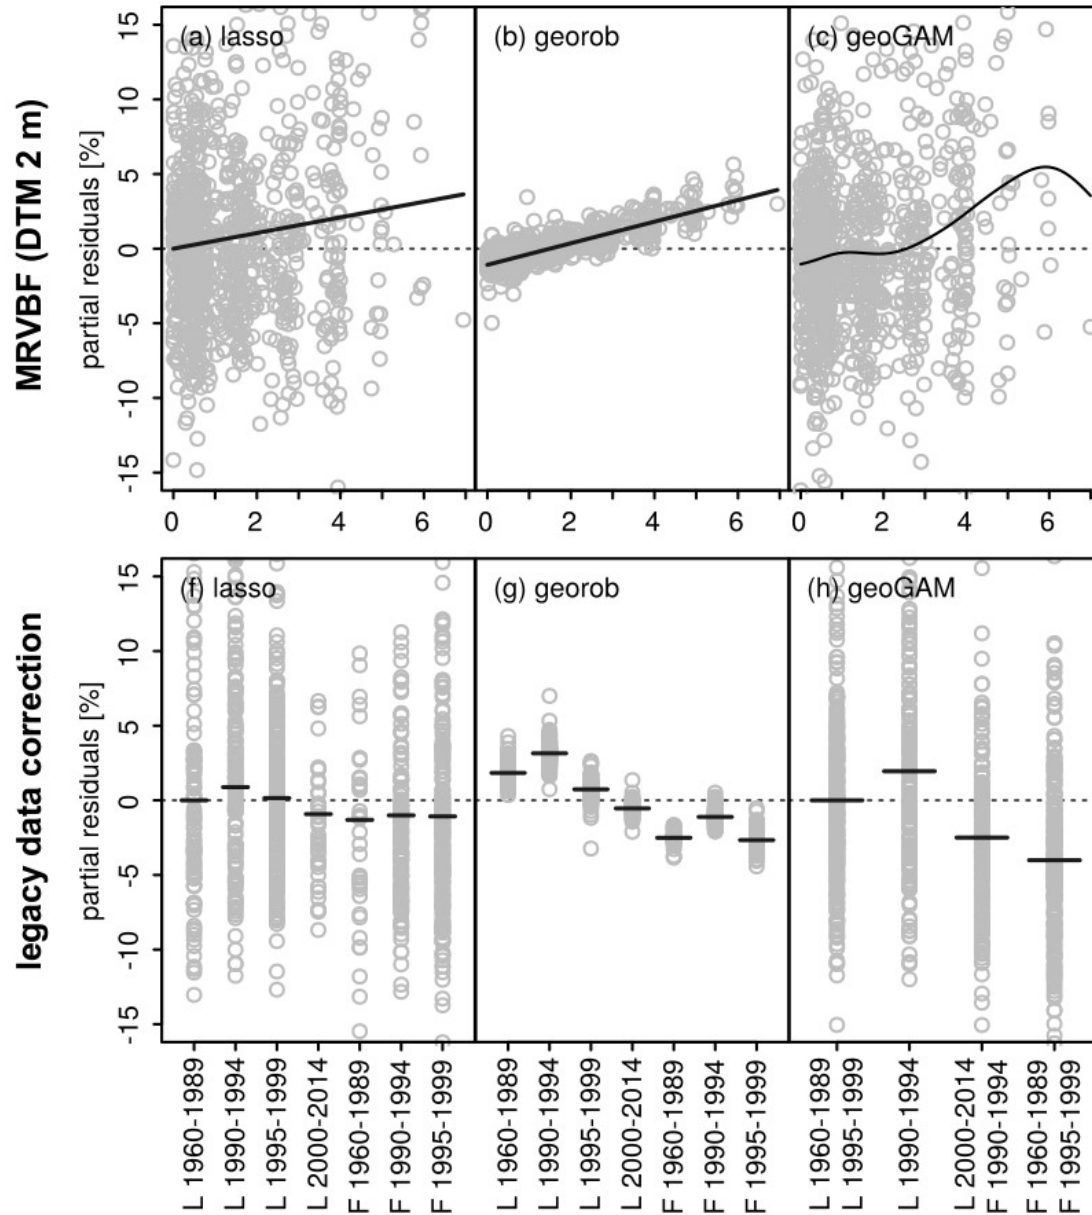 MRVBF (DTM 2 m)
partial residuals [%]
15
10
5
0
-5
-10
-15
(a) lasso
(b) georob
(c) geoGAM
0 2 4 6
0 2 4 6
0 2 4 6
legacy data correction
partial residuals [%]
15
10
5
0
-5
-10
-15
(f) lasso
(g) georob
(h) geoGAM
L 1960-1989
L 1990-1994
L 1995-1999
L 2000-2014
F 1960-1989
F 1990-1994
F 1995-1999
L 1960-1989
L 1990-1994
L 1995-1999
L 2000-2014
F 1960-1989
F 1990-1994
F 1995-1999
L 1960-1989
L 1995-1999
L 1990-1994
L 2000-2014
F 1990-1994
F 1960-1989
F 1995-1999